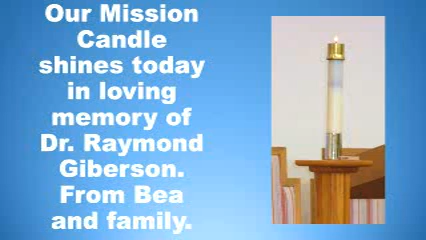 Our Mission
Candle
shines today
in loving
memory of
Dr. Raymond
Giberson.
From Bea
and family.